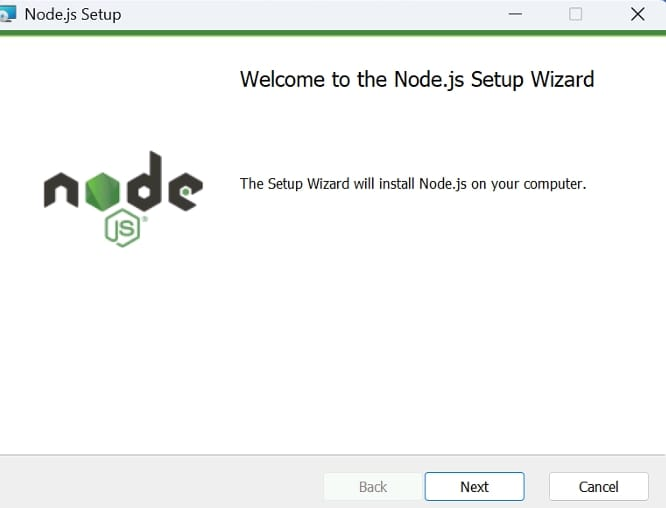 Node.js Setup
Welcome to the Node.js Setup Wizard
node
JS
The Setup Wizard will install Node.js on your computer.
Back
Next
Cancel